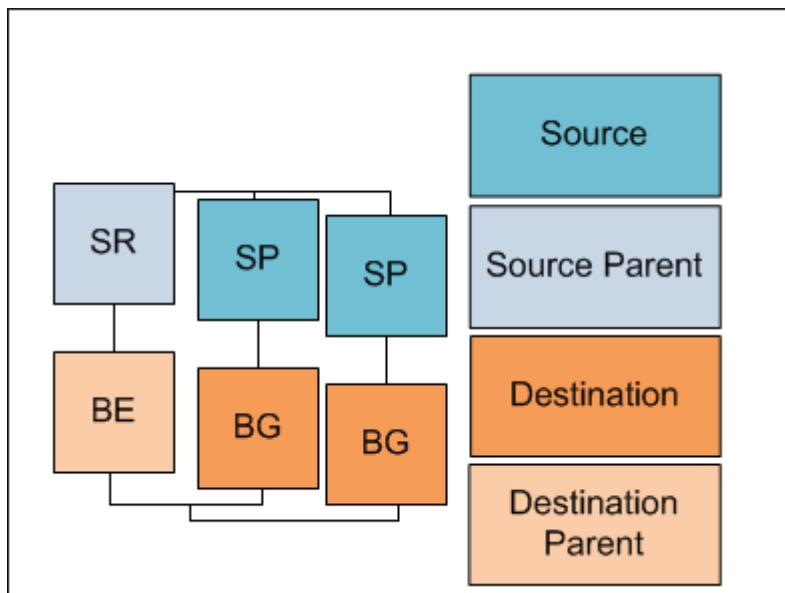 SR
SP
SP
BE
BG
BG
Source
Source Parent
Destination
Destination
Parent